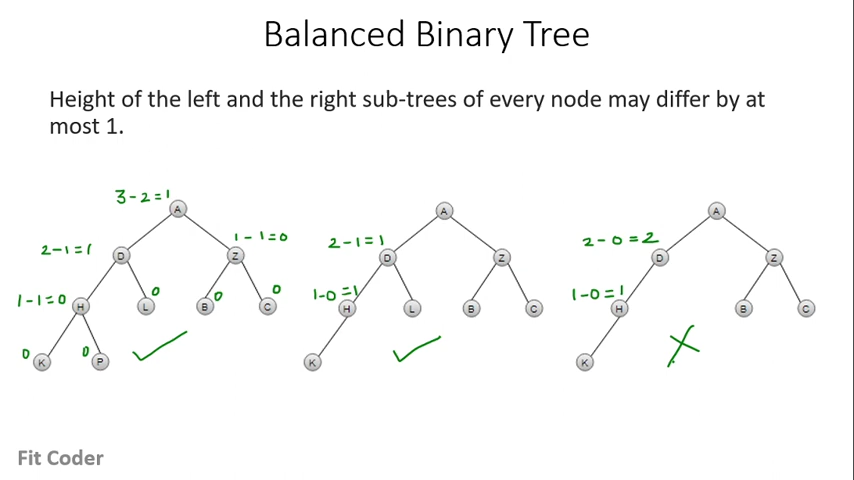 Balanced Binary Tree
Height of the left and the right sub-trees of every node may differ by at
most 1.
3-2=1
A
2-1=1
D
1-1=0
Z
1-1=0
H
0
L
0
B
0
C
0
K
0
P
A
2-1=1
D
Z
1-0=1
H
L
B
C
K
A
2-0=2
D
Z
1-0=1
H
B
C
K
Fit Coder